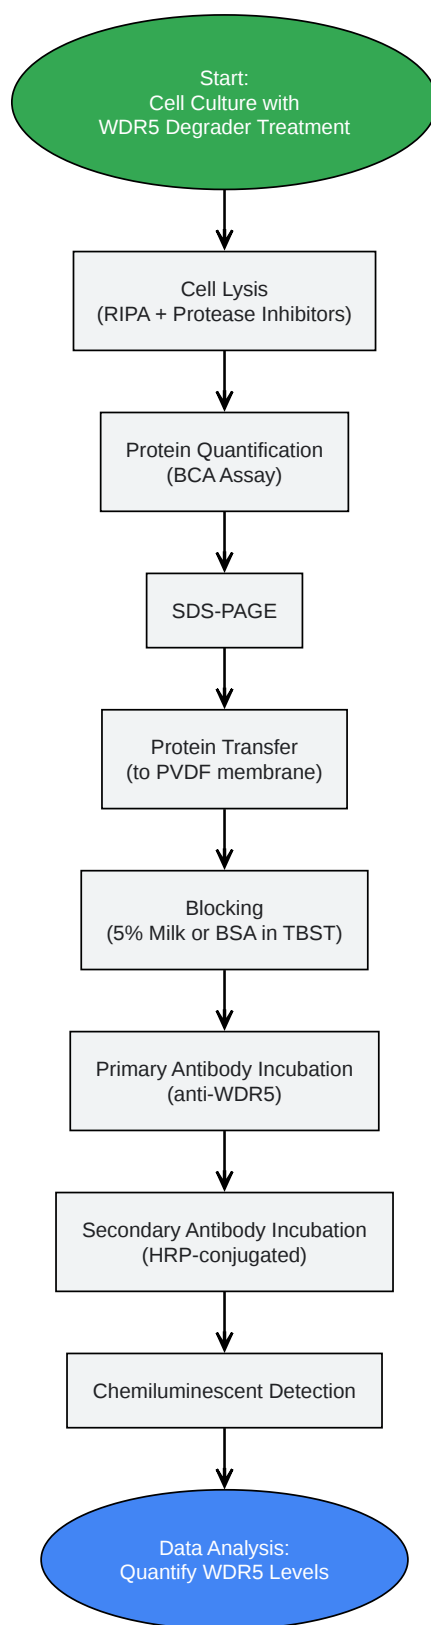 Start:
Cell Culture with
WDR5 Degrader Treatment
Cell Lysis
(RIPA + Protease Inhibitors)
Protein Quantification
(BCA Assay)
SDS-PAGE
Protein Transfer
(to PVDF membrane)
Blocking
(5% Milk or BSA in TBST)
Primary Antibody Incubation
(anti-WDR5)
Secondary Antibody Incubation
(HRP-conjugated)
Chemiluminescent Detection
Data Analysis:
Quantify WDR5 Levels